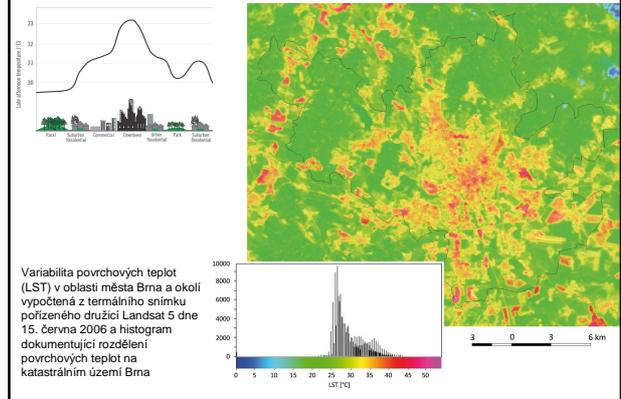 Late afternoon temperature (°C)
33
32
31
30
Rural
Suburban Residential
Commercial
Downtown
Urban Residential
Park
Suburban Residential
Variabilita povrchových teplot
(LST) v oblasti města Brna a okolí
vypočtená z termálního snímku
pořízeného družicí Landsat 5 dne
15. června 2006 a histogram
dokumentující rozdělení
povrchových teplot na
katastrálním území Brna
10000
8000
6000
4000
2000
0
0 5 10 15 20 25 30 35 40 45 50
LST [°C]
3 0 3 6 km